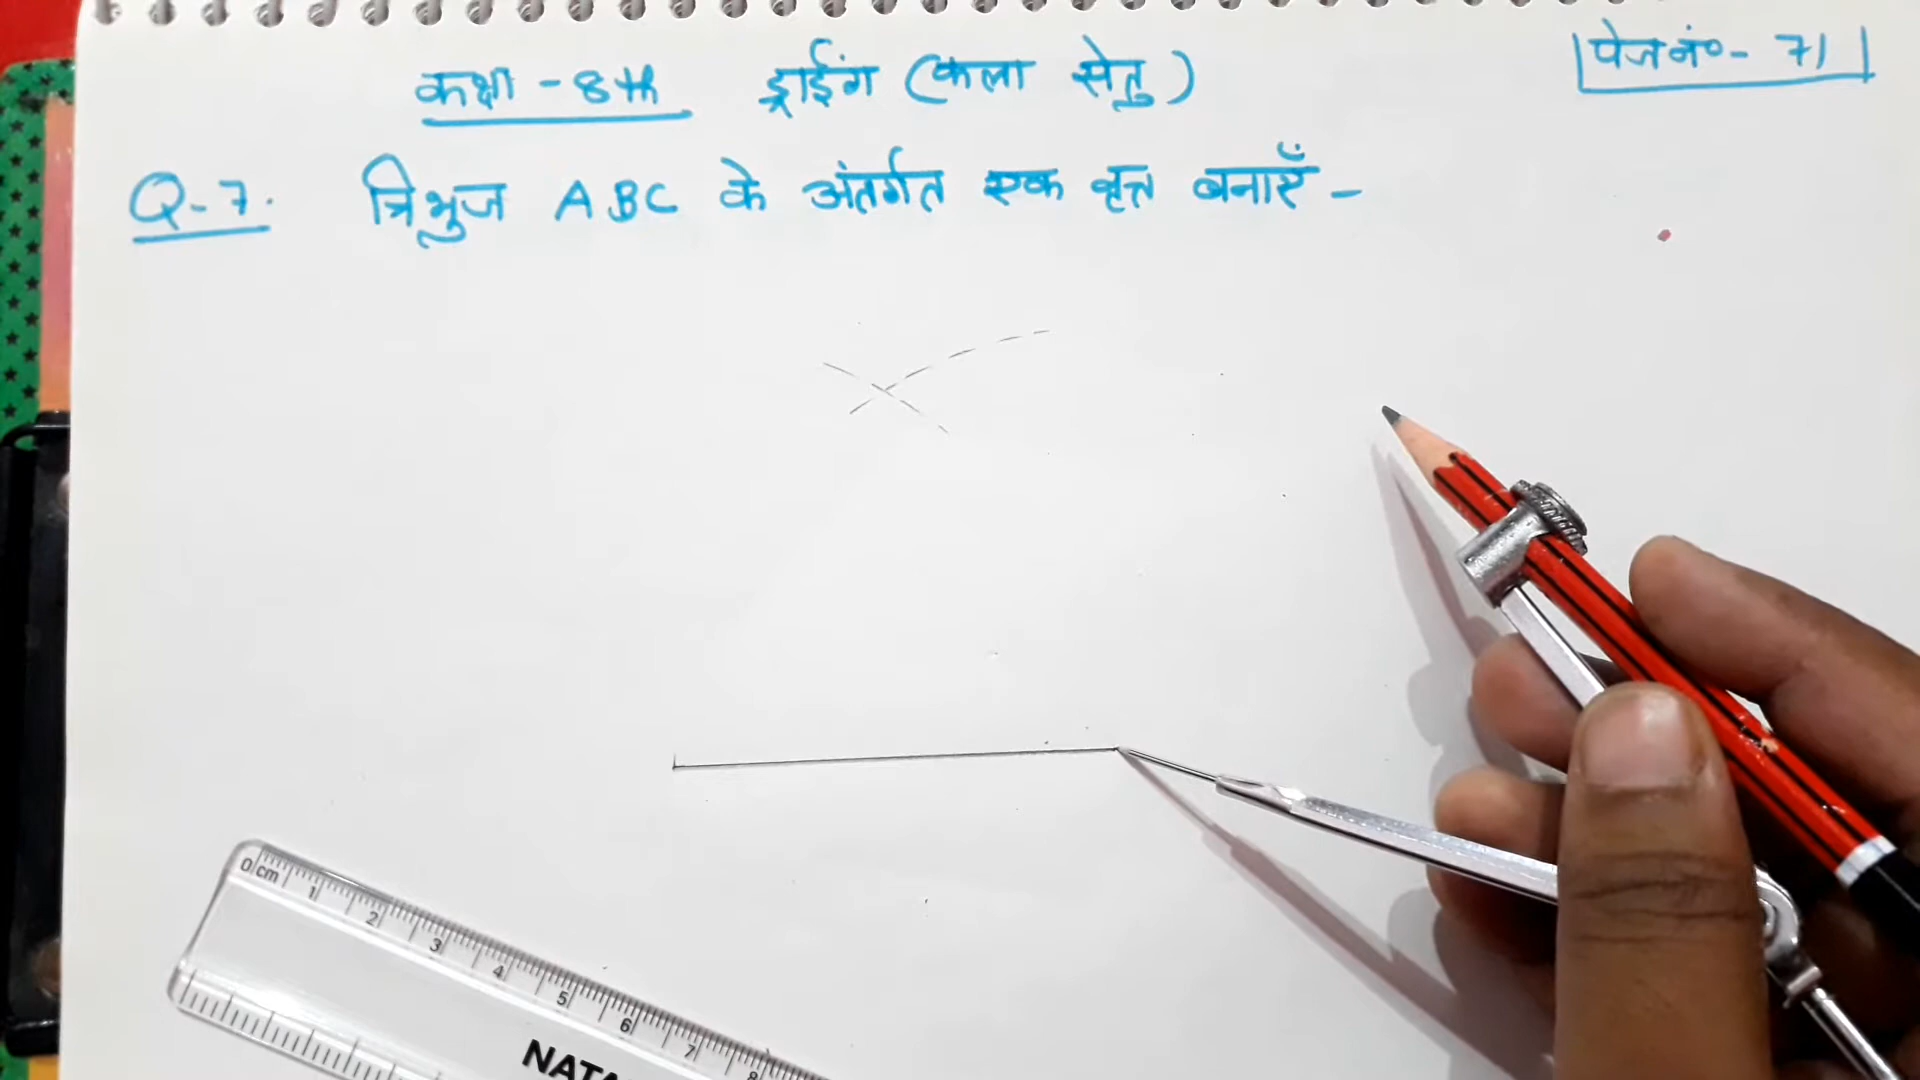 कक्षा - 8th ड्राईंग (कला सेतु)
पेज नं० - 71
Q-7. त्रिभुज ABC के अंतर्गत एक वृत्त बनाएँ -
0 cm 1 2 3 4 5 6 7 8
NATA